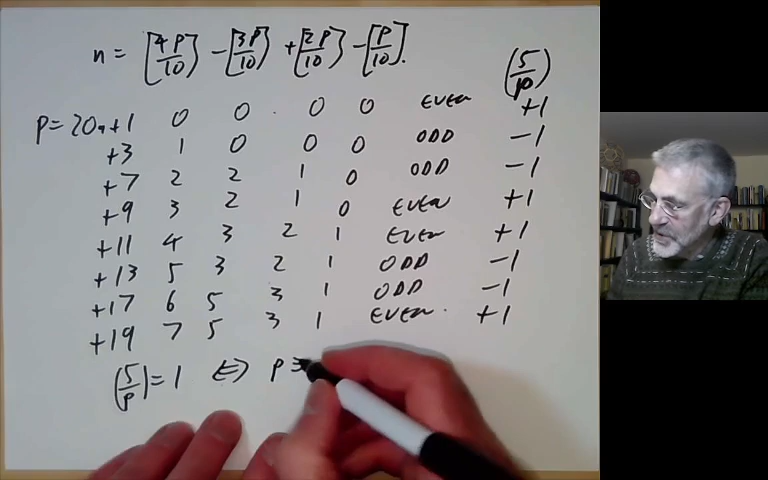 n = [4P/10] - [3P/10] + [2P/10] - [P/10].
(5/p)
P = 20n+1 0 0 0 0 EVEN +1
+3 1 0 0 0 ODD -1
+7 2 2 1 0 ODD -1
+9 3 2 1 0 EVEN +1
+11 4 3 2 1 EVEN +1
+13 5 3 2 1 ODD -1
+17 6 5 3 1 ODD -1
+19 7 5 3 1 EVEN. +1
(5/p) = 1 ⇔ p ≡